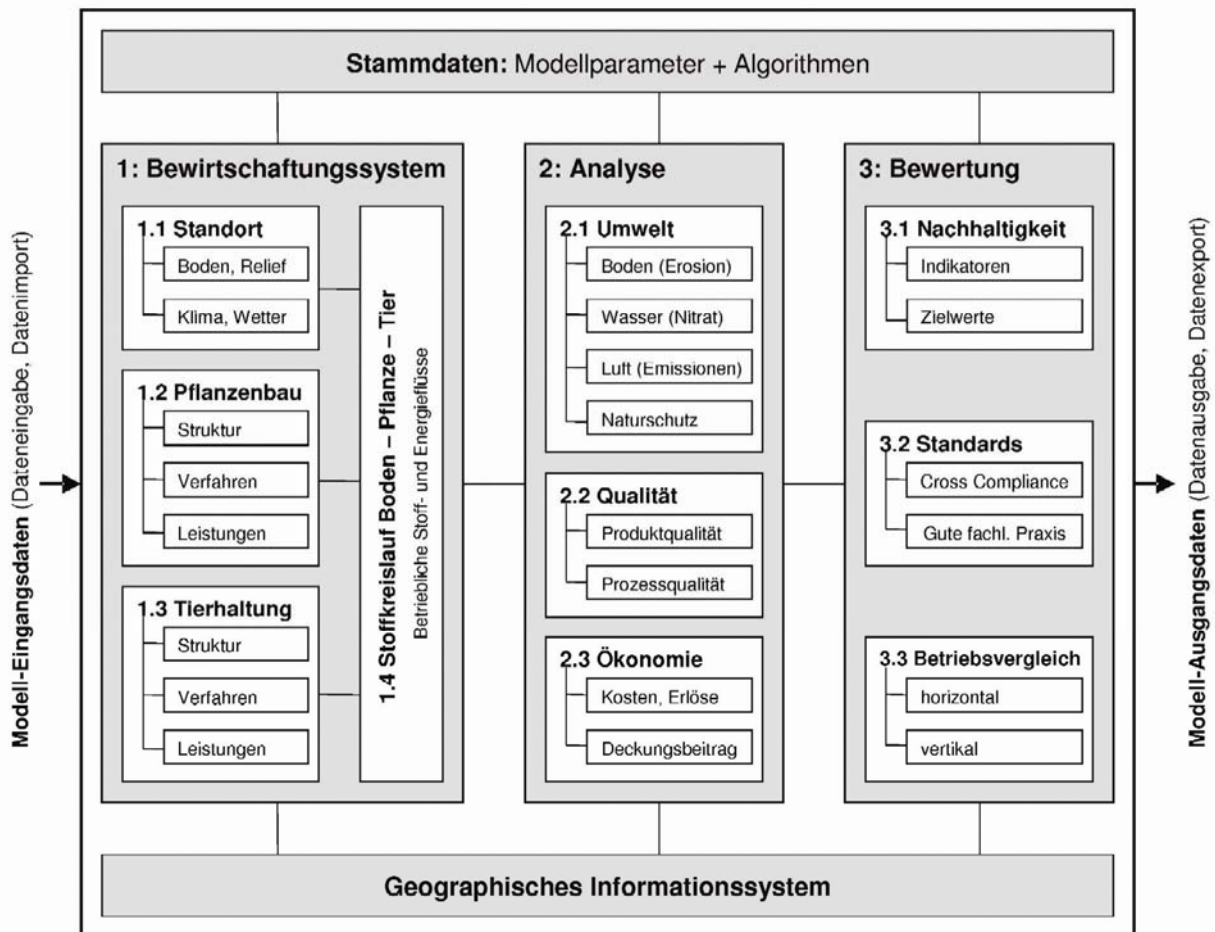 Stammdaten: Modellparameter + Algorithmen
Modell-Eingangsdaten (Dateneingabe, Datenimport)
1: Bewirtschaftungssystem
1.1 Standort
Boden, Relief
Klima, Wetter
1.2 Pflanzenbau
Struktur
Verfahren
Leistungen
1.3 Tierhaltung
Struktur
Verfahren
Leistungen
1.4 Stoffkreislauf Boden – Pflanze – Tier
Betriebliche Stoff- und Energieflüsse
2: Analyse
2.1 Umwelt
Boden (Erosion)
Wasser (Nitrat)
Luft (Emissionen)
Naturschutz
2.2 Qualität
Produktqualität
Prozessqualität
2.3 Ökonomie
Kosten, Erlöse
Deckungsbeitrag
3: Bewertung
3.1 Nachhaltigkeit
Indikatoren
Zielwerte
3.2 Standards
Cross Compliance
Gute fachl. Praxis
3.3 Betriebsvergleich
horizontal
vertikal
Modell-Ausgangsdaten (Datenausgabe, Datenexport)
Geographisches Informationssystem